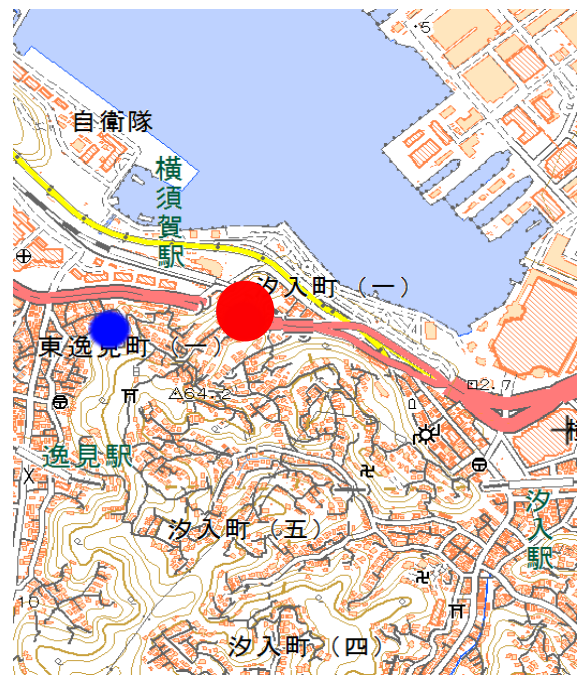 ・5
自衛隊
横須賀駅
汐入町（一）
東逸見町（一）
64.2
2.7
逸見駅
汐入町（五）
汐入駅
10
汐入町（四）